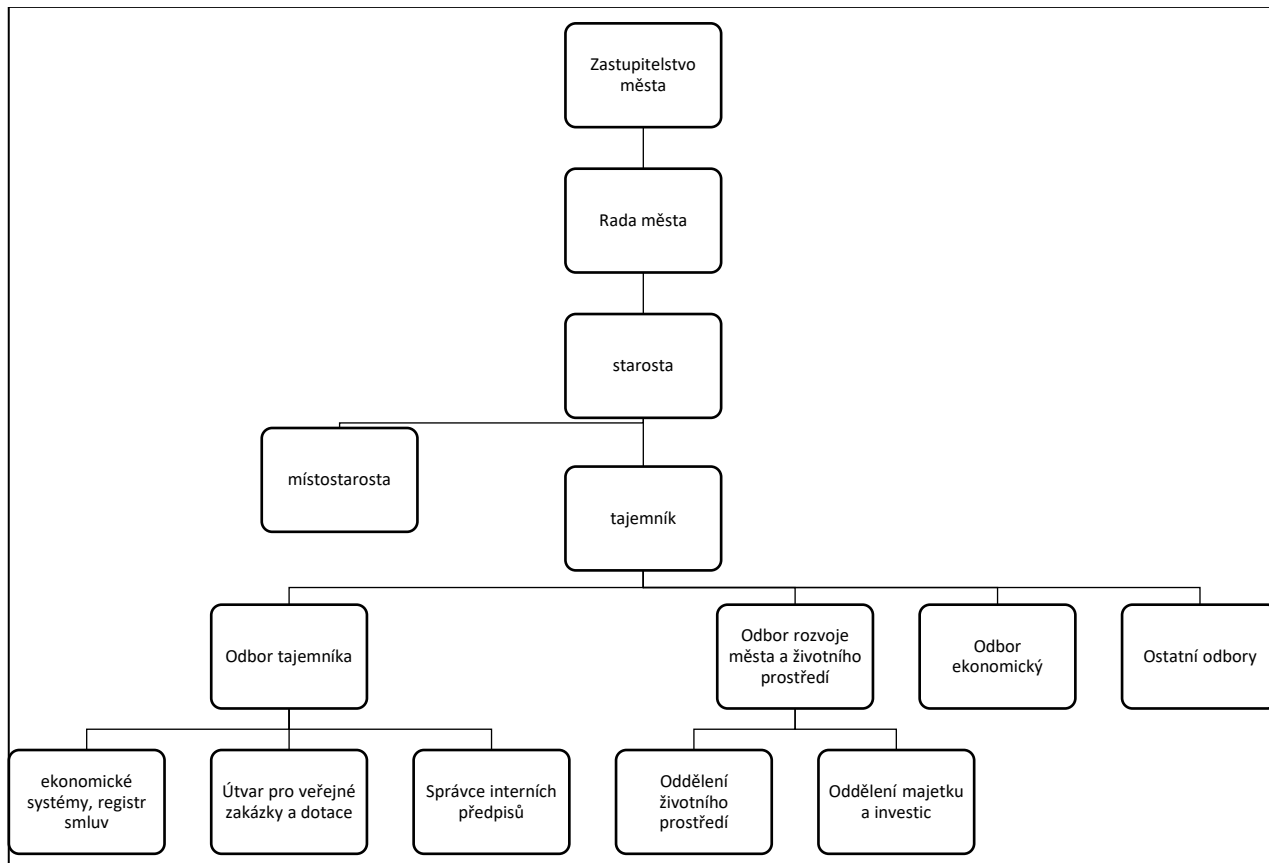 Zastupitelstvo
města
Rada města
starosta
místostarosta
tajemník
Odbor tajemníka
Odbor rozvoje
města a životního
prostředí
Odbor
ekonomický
Ostatní odbory
ekonomické
systémy, registr
smluv
Útvar pro veřejné
zakázky a dotace
Správce interních
předpisů
Oddělení
životního
prostředí
Oddělení majetku
a investic